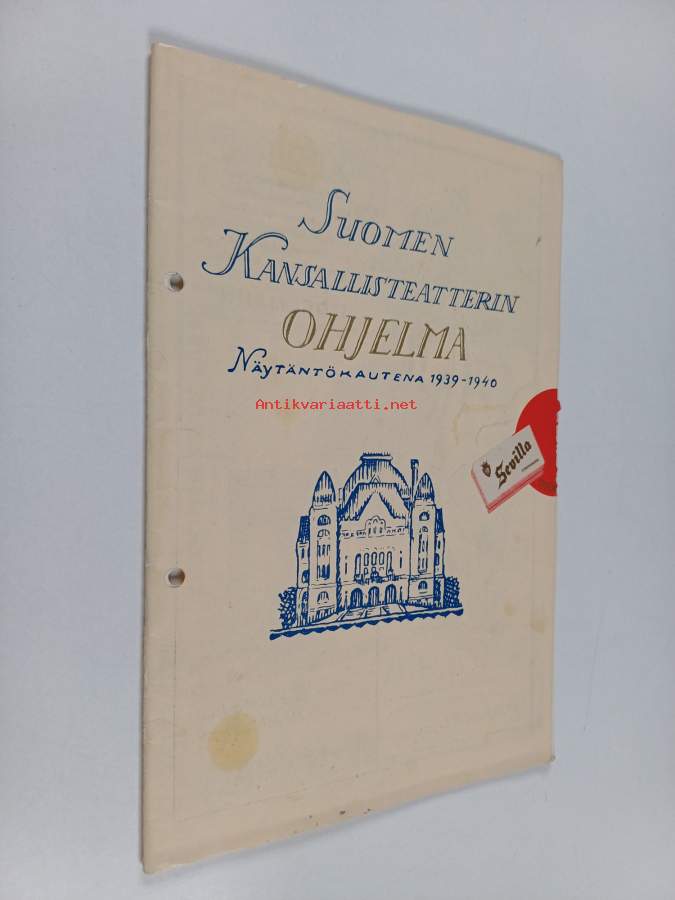 SUOMEN
KANSALLISTEATTERIN
OHJELMA
NÄYTÄNTÖKAUTENA 1939-1940
Antikvariaatti.net
Sevilla